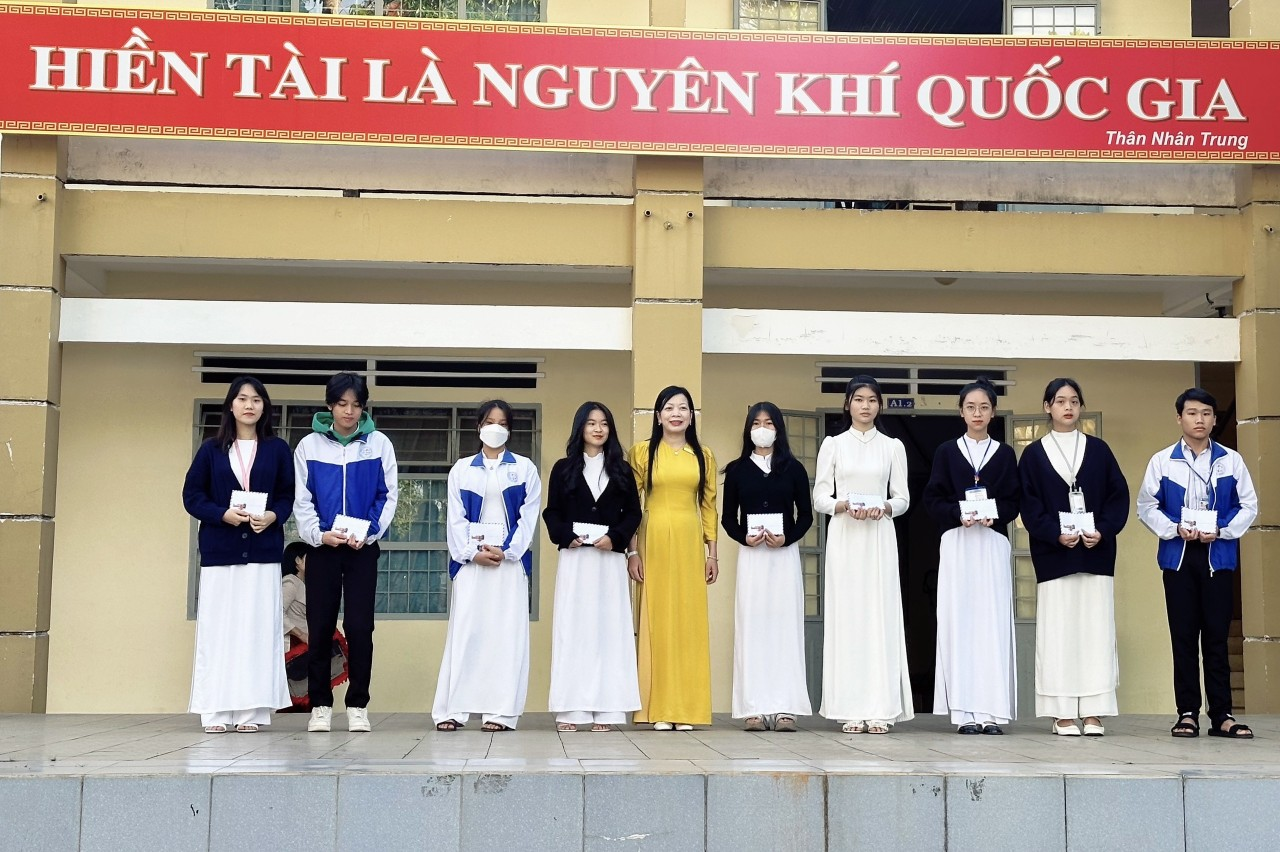 HIỀN TÀI LÀ NGUYÊN KHÍ QUỐC GIA
Thân Nhân Trung
A1.2